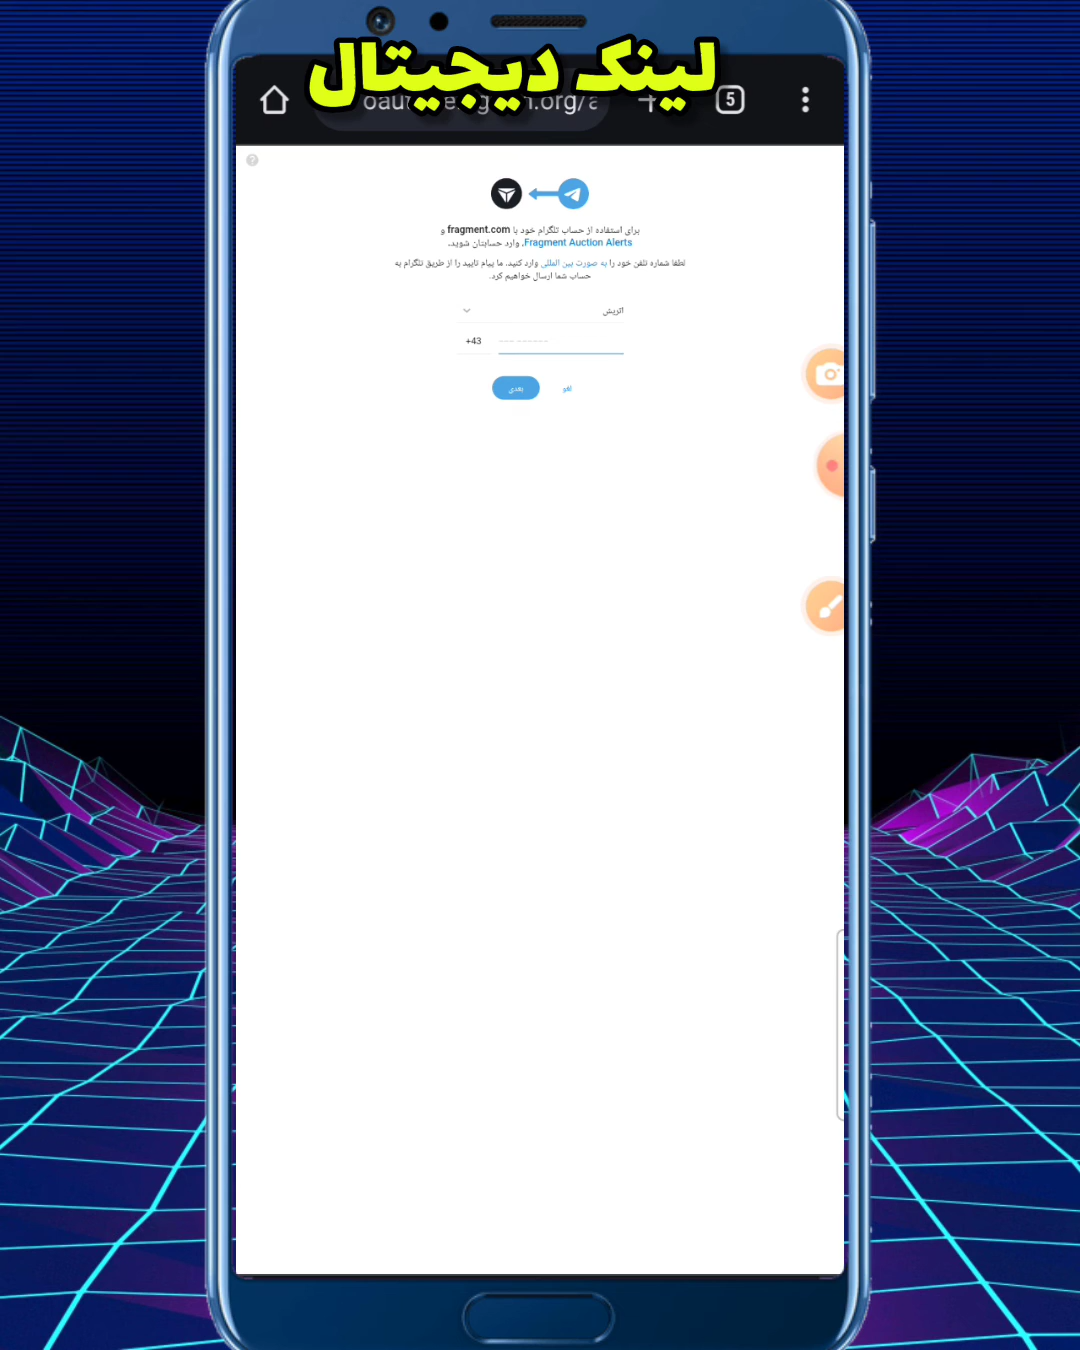 لینک دیجیتال
5
برای استفاده از حساب تلگرام خود با fragment.com و
Fragment Auction Alerts، وارد حسابتان شوید.
لطفا شماره تلفن خود را به صورت بین المللی وارد کنید. ما پیام تایید را از طریق تلگرام به
حساب شما ارسال خواهیم کرد.
اتریش
+43
بعدی لغو